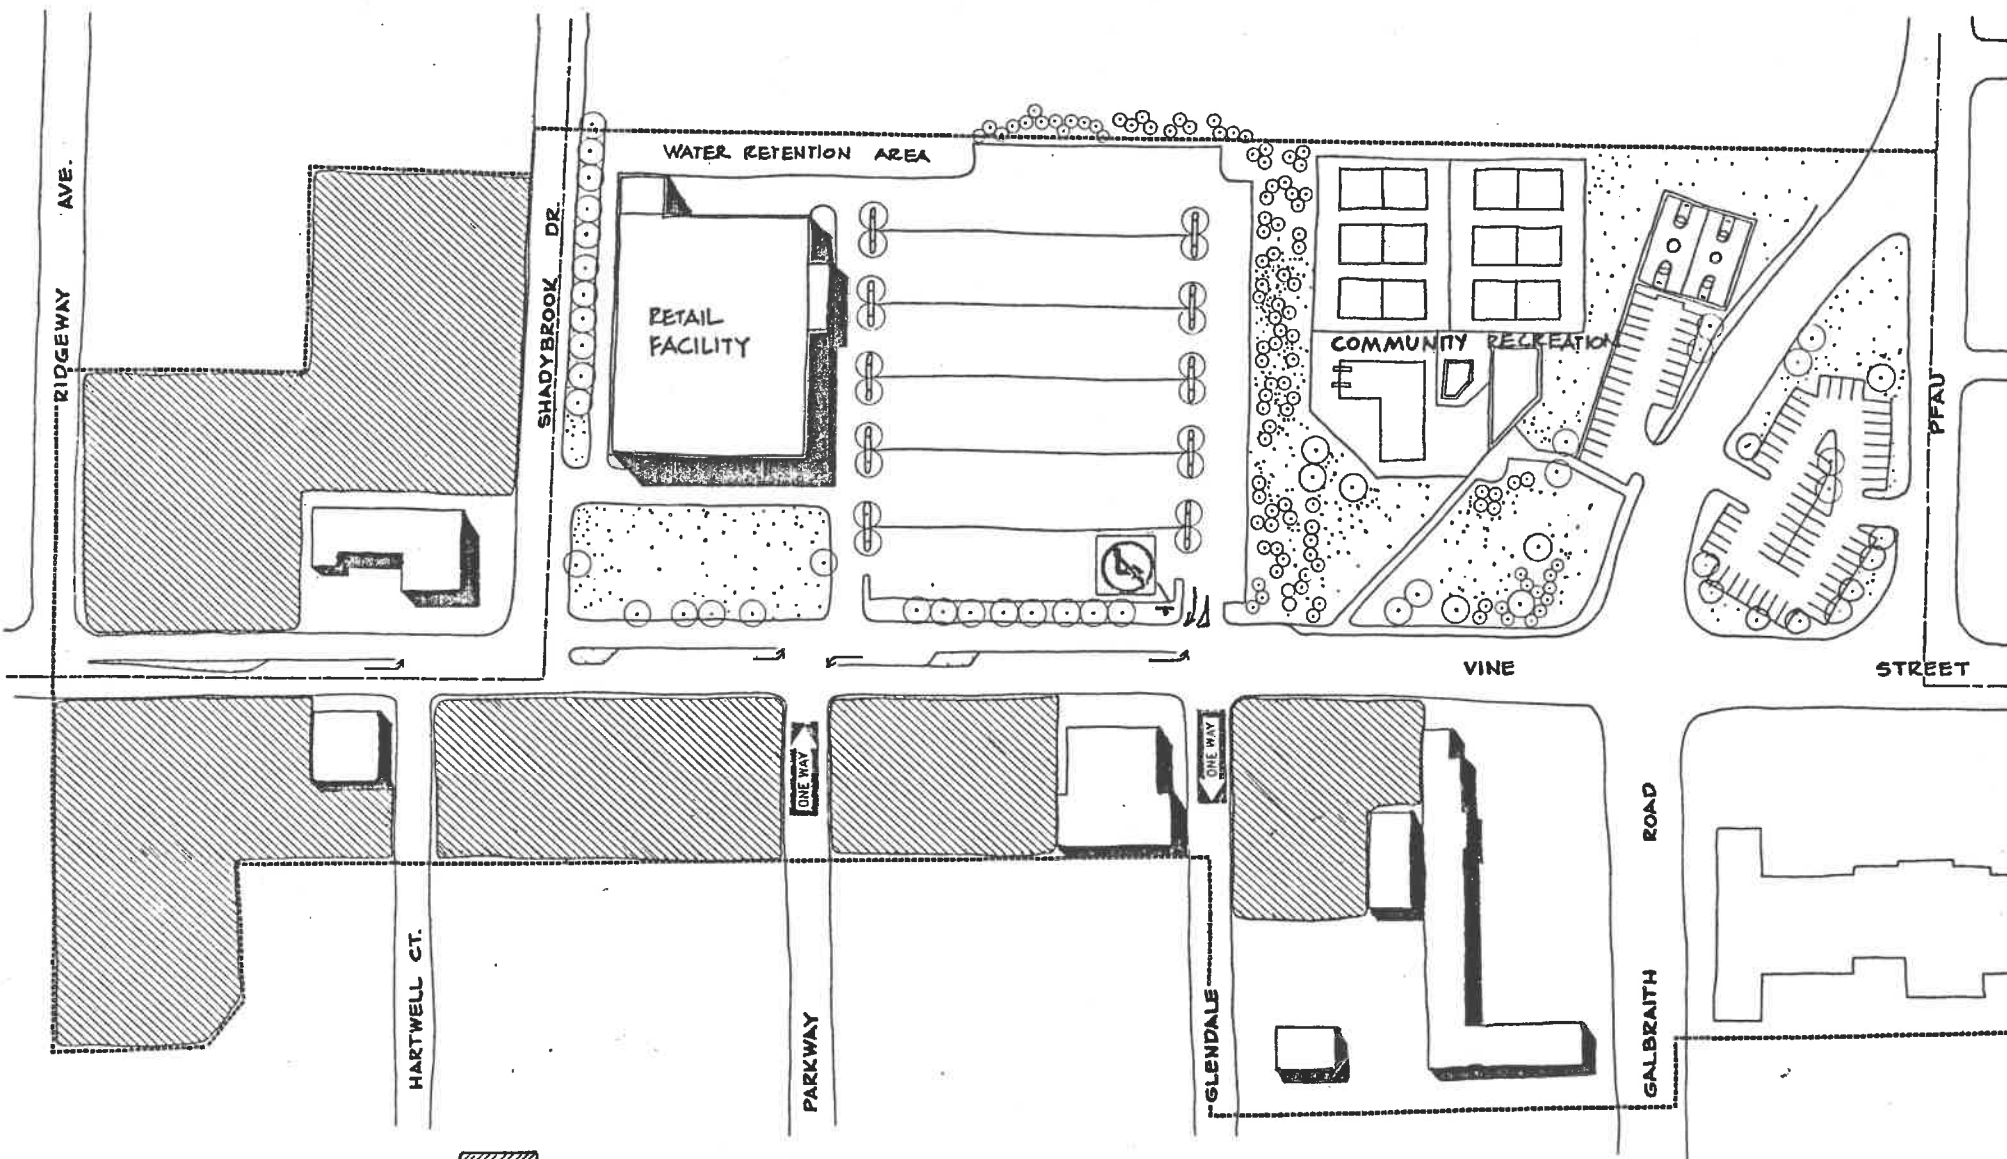 WATER RETENTION AREA
RIDGEWAY AVE.
SHADYBROOK DR.
RETAIL
FACILITY
COMMUNITY RECREATION
PFAU
VINE STREET
ONE WAY
ONE WAY
HARTWELL CT.
PARKWAY
GLENDALE
GALBRAITH ROAD